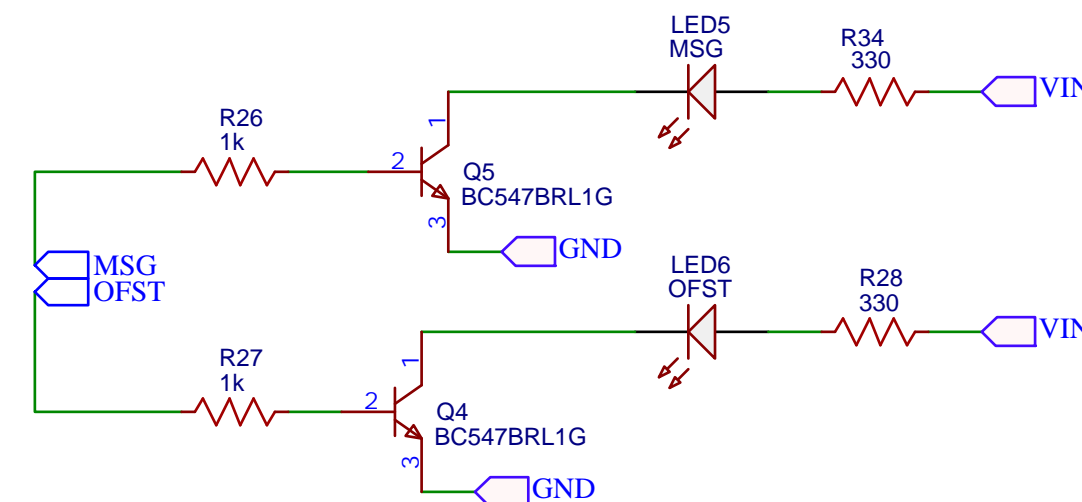 LED5
MSG
R34
330
VIN
R26
1k
1
2
Q5
BC547BRL1G
3
GND
MSG
OFST
LED6
OFST
R28
330
VIN
R27
1k
1
2
Q4
BC547BRL1G
3
GND